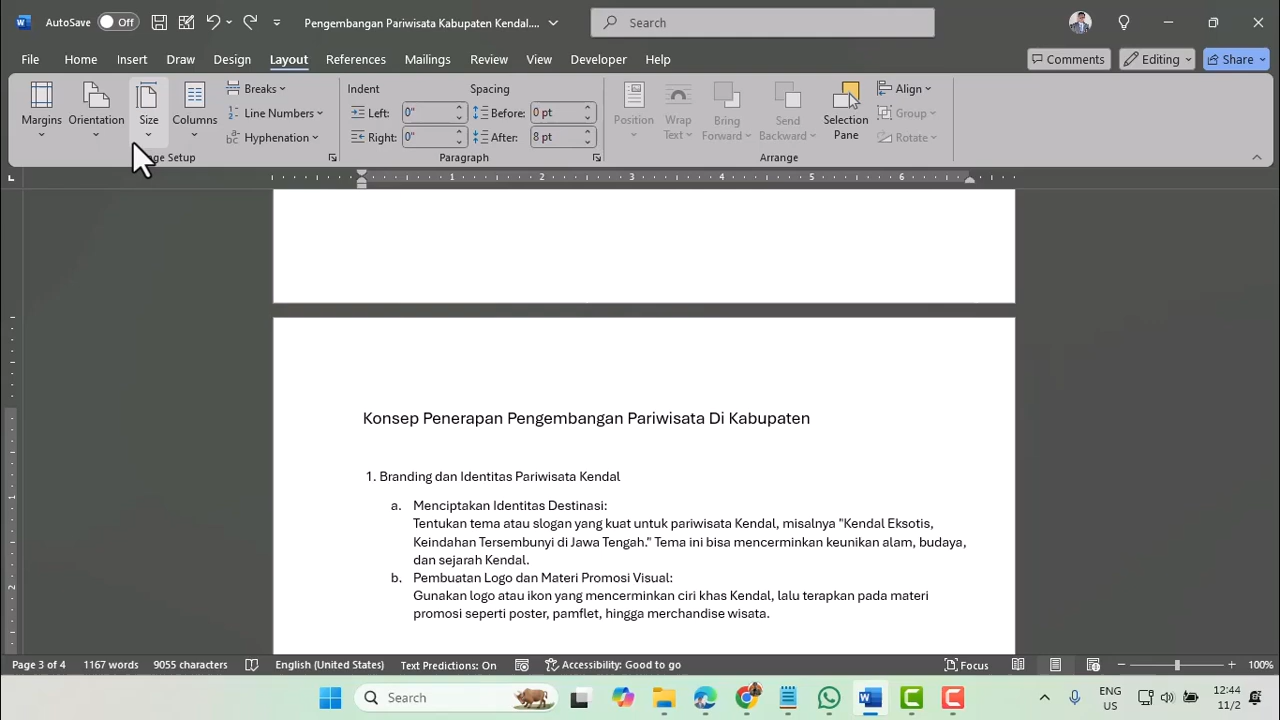 AutoSave Off Pengembangan Pariwisata Kabupaten Kendal.... Search
File Home Insert Draw Design Layout References Mailings Review View Developer Help Comments Editing Share
Margins Orientation Size Columns Breaks Line Numbers Hyphenation
Indent Spacing
Left: 0" Before: 0 pt
Right: 0" After: 8 pt
Position Wrap Text Bring Forward Send Backward Selection Pane Align Group Rotate
ge Setup Paragraph Arrange
1 2 3 4 5 6
Konsep Penerapan Pengembangan Pariwisata Di Kabupaten
1. Branding dan Identitas Pariwisata Kendal
a. Menciptakan Identitas Destinasi:
Tentukan tema atau slogan yang kuat untuk pariwisata Kendal, misalnya "Kendal Eksotis,
Keindahan Tersembunyi di Jawa Tengah." Tema ini bisa mencerminkan keunikan alam, budaya,
dan sejarah Kendal.
b. Pembuatan Logo dan Materi Promosi Visual:
Gunakan logo atau ikon yang mencerminkan ciri khas Kendal, lalu terapkan pada materi
promosi seperti poster, pamflet, hingga merchandise wisata.
1
2
Page 3 of 4 1167 words 9055 characters English (United States) Text Predictions: On Accessibility: Good to go Focus 100%
Search ENG 12:44
US 11/2